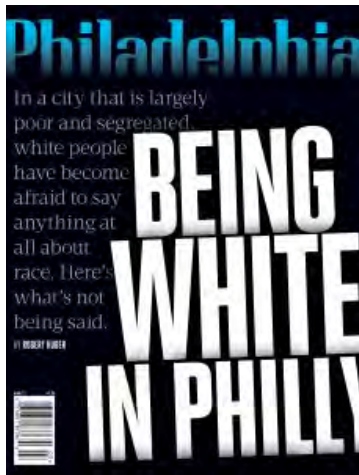 Philadelphia
In a city that is largely
poor and segregated,
white people
have become
afraid to say
anything at
all about
race. Here's
what's not
being said.
BY ROBERT HUBER
BEING
WHITE
IN PHILLY